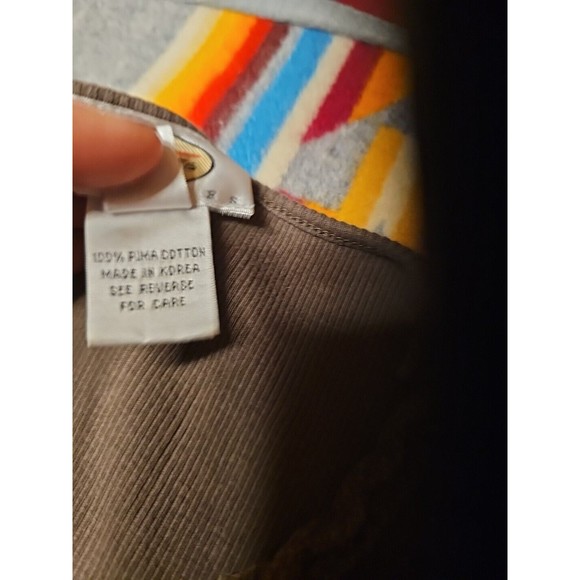 100% PIMA COTTON
MADE IN KOREA
SEE REVERSE
FOR CARE